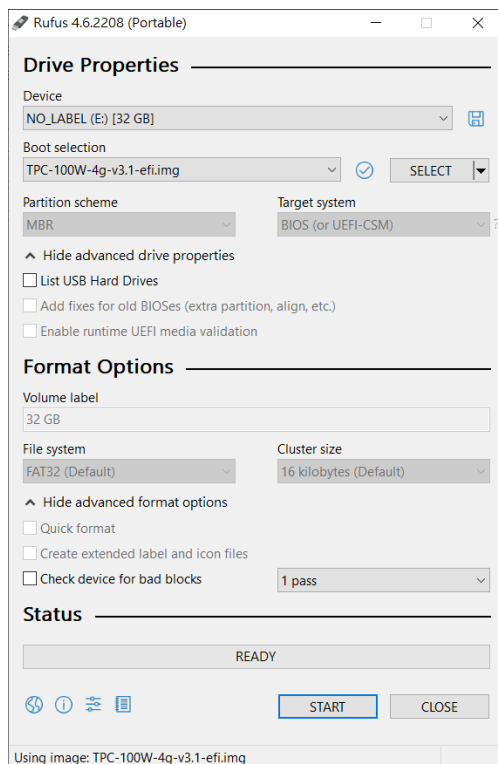 Rufus 4.6.2208 (Portable)
Drive Properties
Device
NO_LABEL (E:) [32 GB]
Boot selection
TPC-100W-4g-v3.1-efi.img SELECT
Partition scheme Target system
MBR BIOS (or UEFI-CSM) ?
Hide advanced drive properties
List USB Hard Drives
Add fixes for old BIOSes (extra partition, align, etc.)
Enable runtime UEFI media validation
Format Options
Volume label
32 GB
File system Cluster size
FAT32 (Default) 16 kilobytes (Default)
Hide advanced format options
Quick format
Create extended label and icon files
Check device for bad blocks 1 pass
Status
READY
START CLOSE
Using image: TPC-100W-4g-v3.1-efi.img